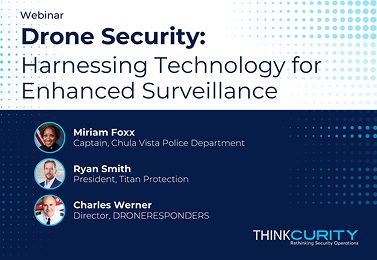 Webinar
Drone Security:
Harnessing Technology for
Enhanced Surveillance
Miriam Foxx
Captain, Chula Vista Police Department
Ryan Smith
President, Titan Protection
Charles Werner
Director, DRONERESPONDERS
THINKCURITY
Rethinking Security Operations